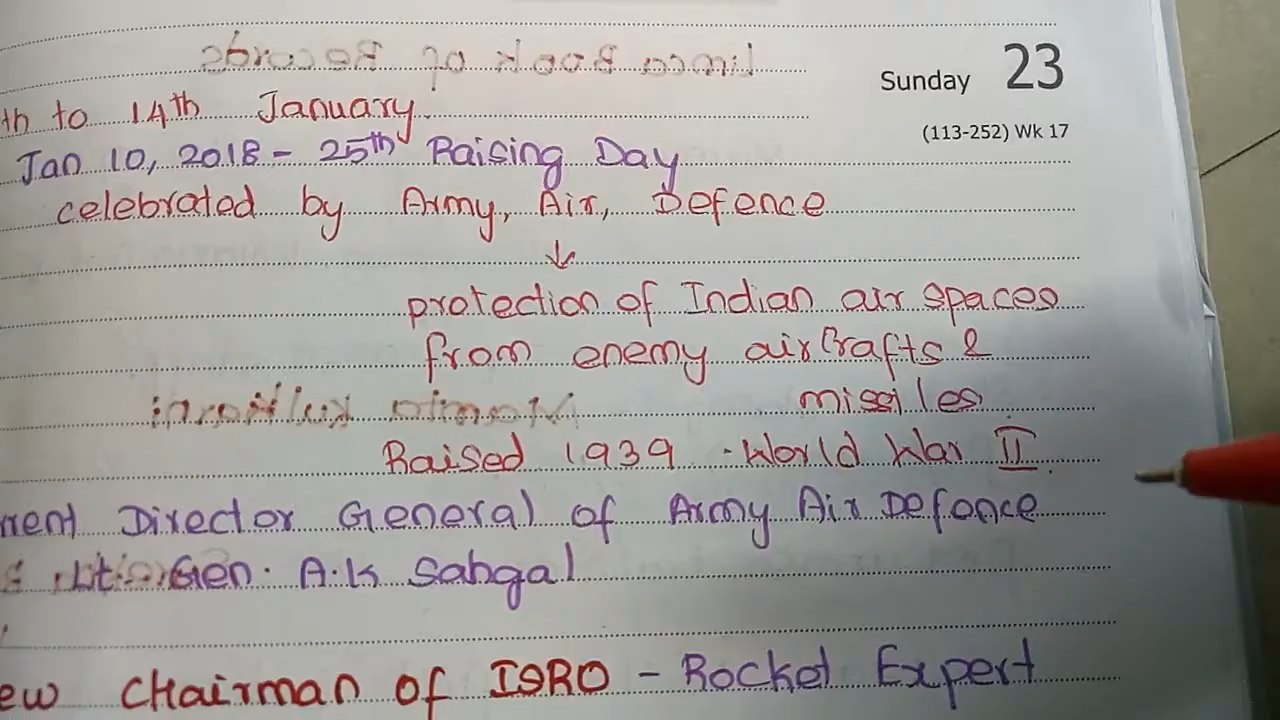 Sunday 23
(113-252) Wk 17
th to 14th January.
Jan 10, 2018 - 25th Raising Day
celebrated by Army, Air, Defence
↓
protection of Indian air spaces
from enemy aircrafts &
missiles.
Raised 1939 - World War II.
rrent Director General of Army Air Defence
Lt. Gen. A.K Sahgal
ew Chairman of ISRO - Rocket Expert